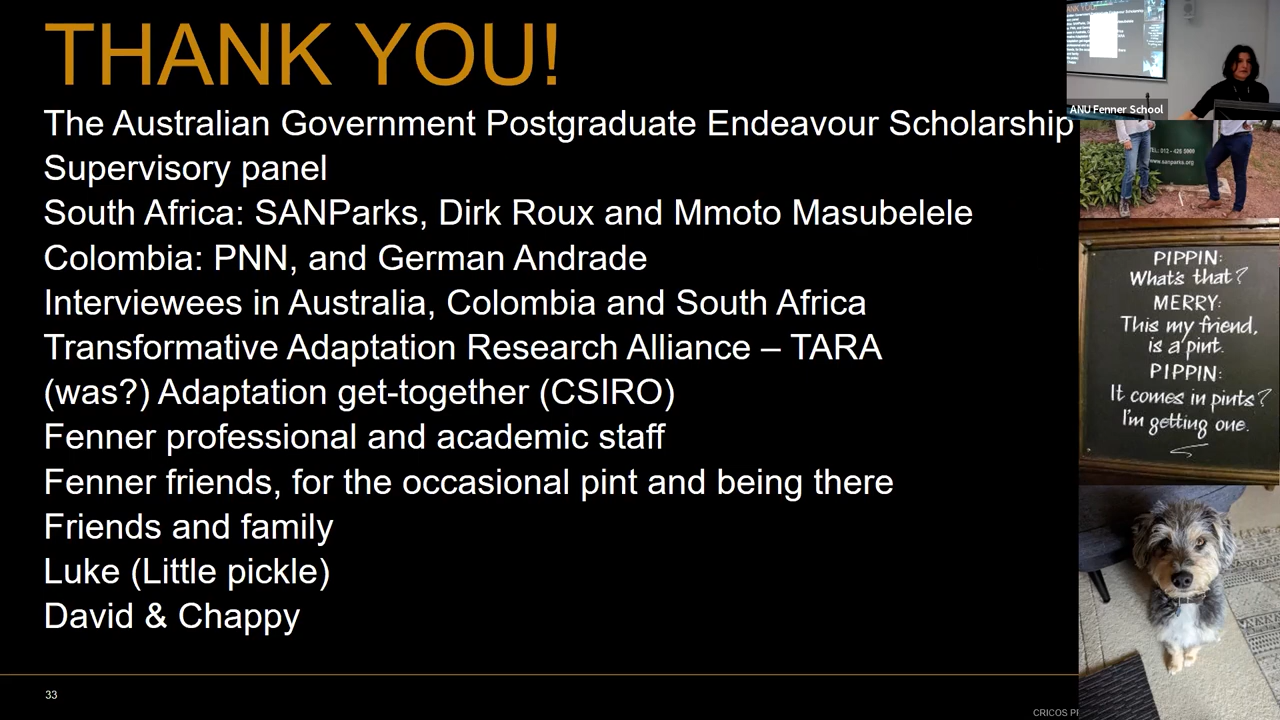 THANK YOU!
The Australian Government Postgraduate Endeavour Scholarship
Supervisory panel
South Africa: SANParks, Dirk Roux and Mmoto Masubelele
Colombia: PNN, and German Andrade
Interviewees in Australia, Colombia and South Africa
Transformative Adaptation Research Alliance – TARA
(was?) Adaptation get-together (CSIRO)
Fenner professional and academic staff
Fenner friends, for the occasional pint and being there
Friends and family
Luke (Little pickle)
David & Chappy
33
CRICOS
ANU Fenner School
www.sanparks.org
PIPPIN:
What's that?
MERRY:
This my friend,
is a pint.
PIPPIN:
It comes in pints?
I'm getting one.